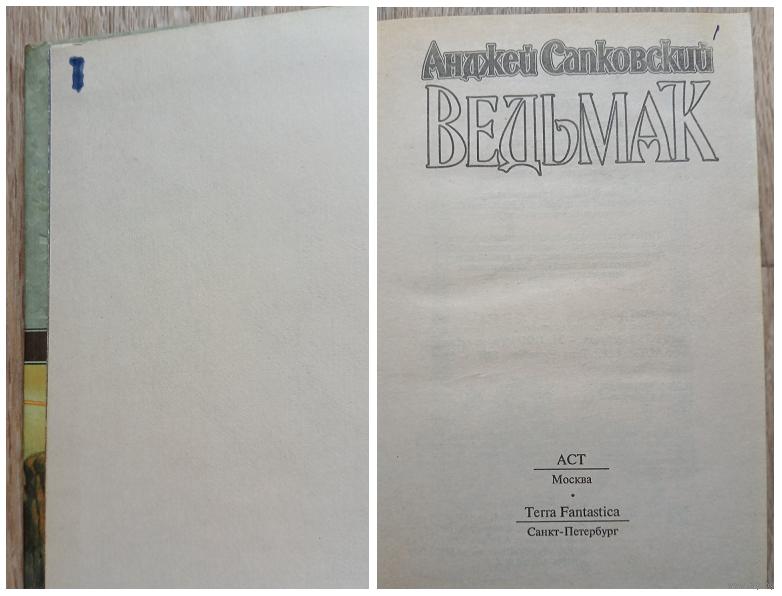 Анджей Сапковский
ВЕДЬМАК
АСТ
Москва
Terra Fantastica
Санкт-Петербург